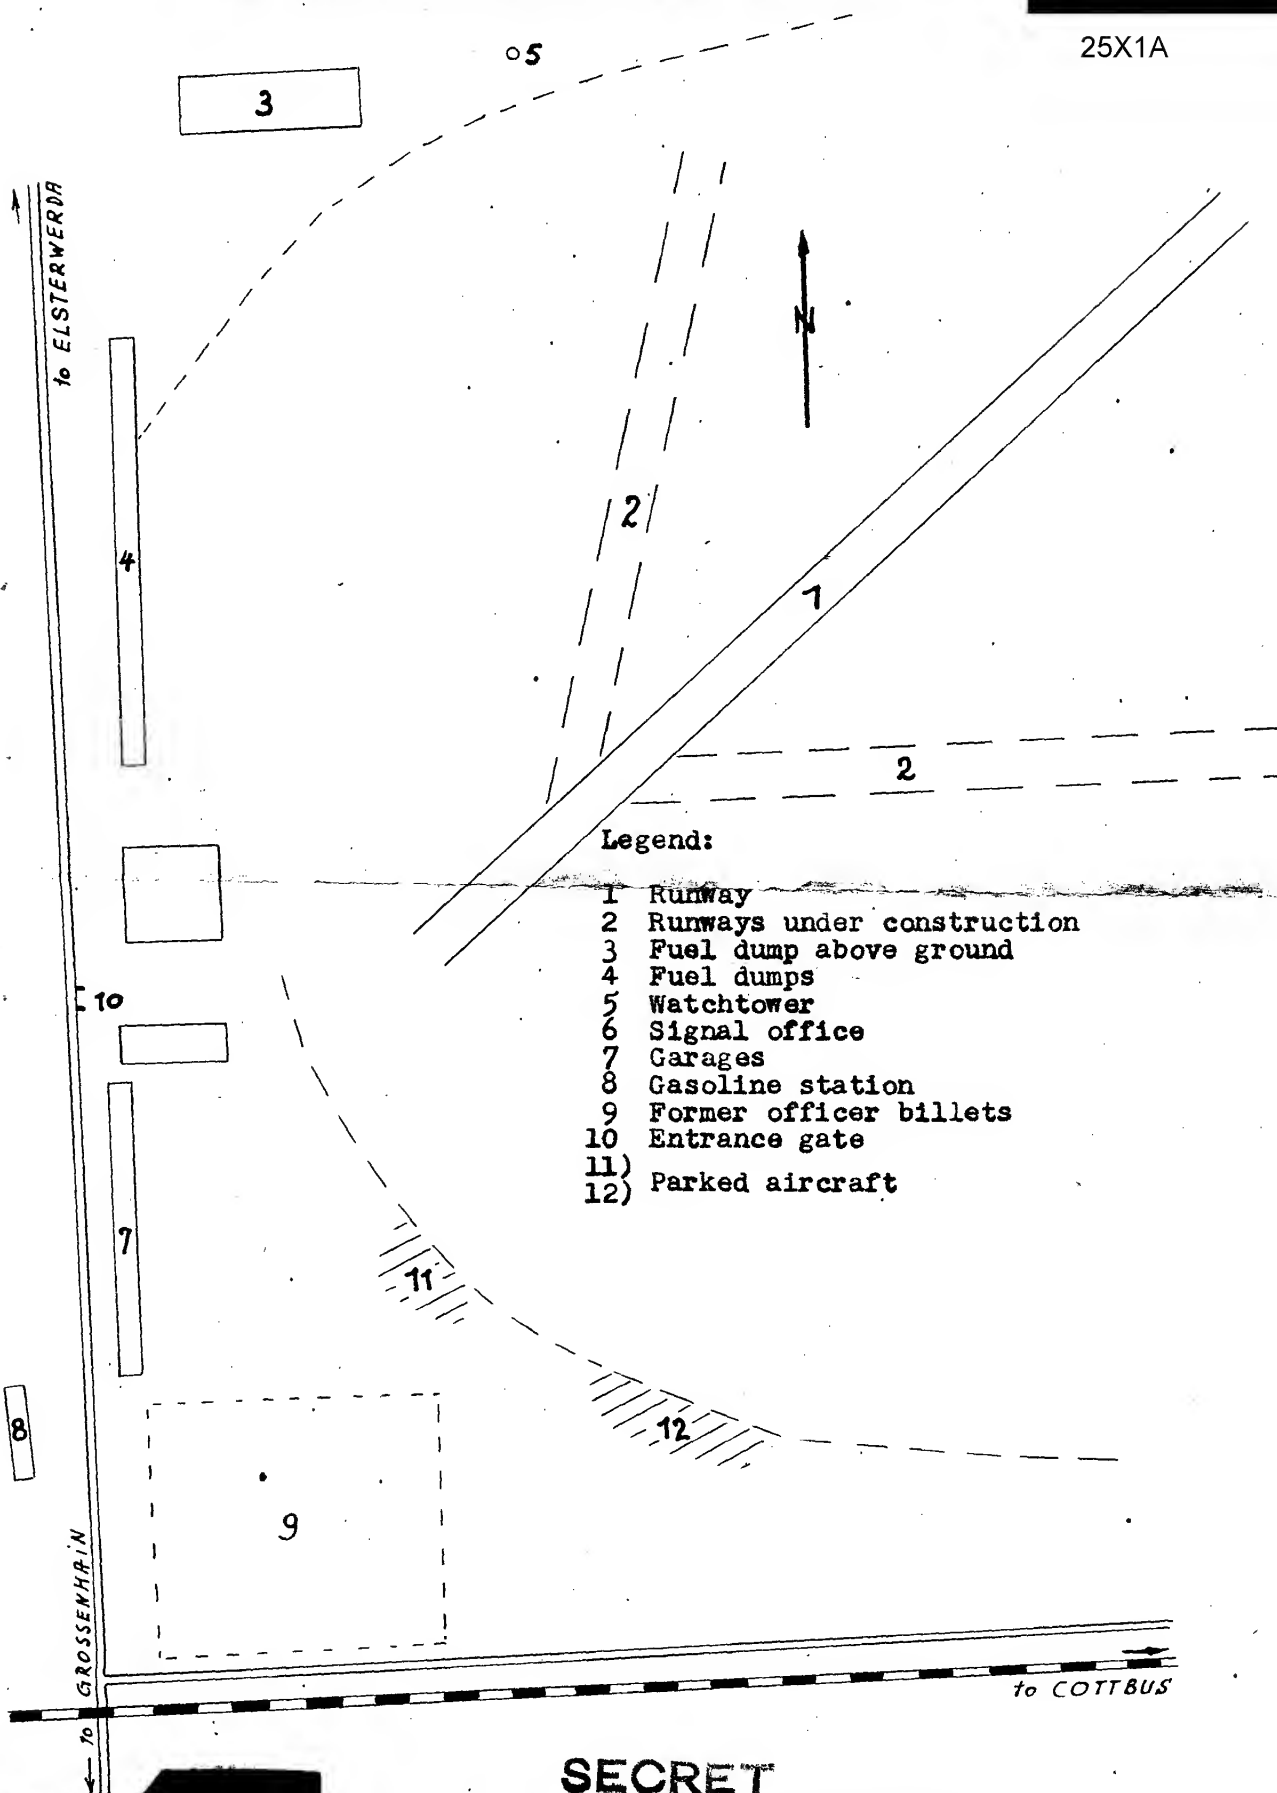 25X1A
5
3
to ELSTERWERDA
N
2
4
1
2
Legend:
1 Runway
2 Runways under construction
3 Fuel dump above ground
4 Fuel dumps
5 Watchtower
6 Signal office
7 Garages
8 Gasoline station
9 Former officer billets
10 Entrance gate
11)
12) Parked aircraft
10
7
11
8
12
9
to GROSSENHAIN
to COTTBUS
SECRET